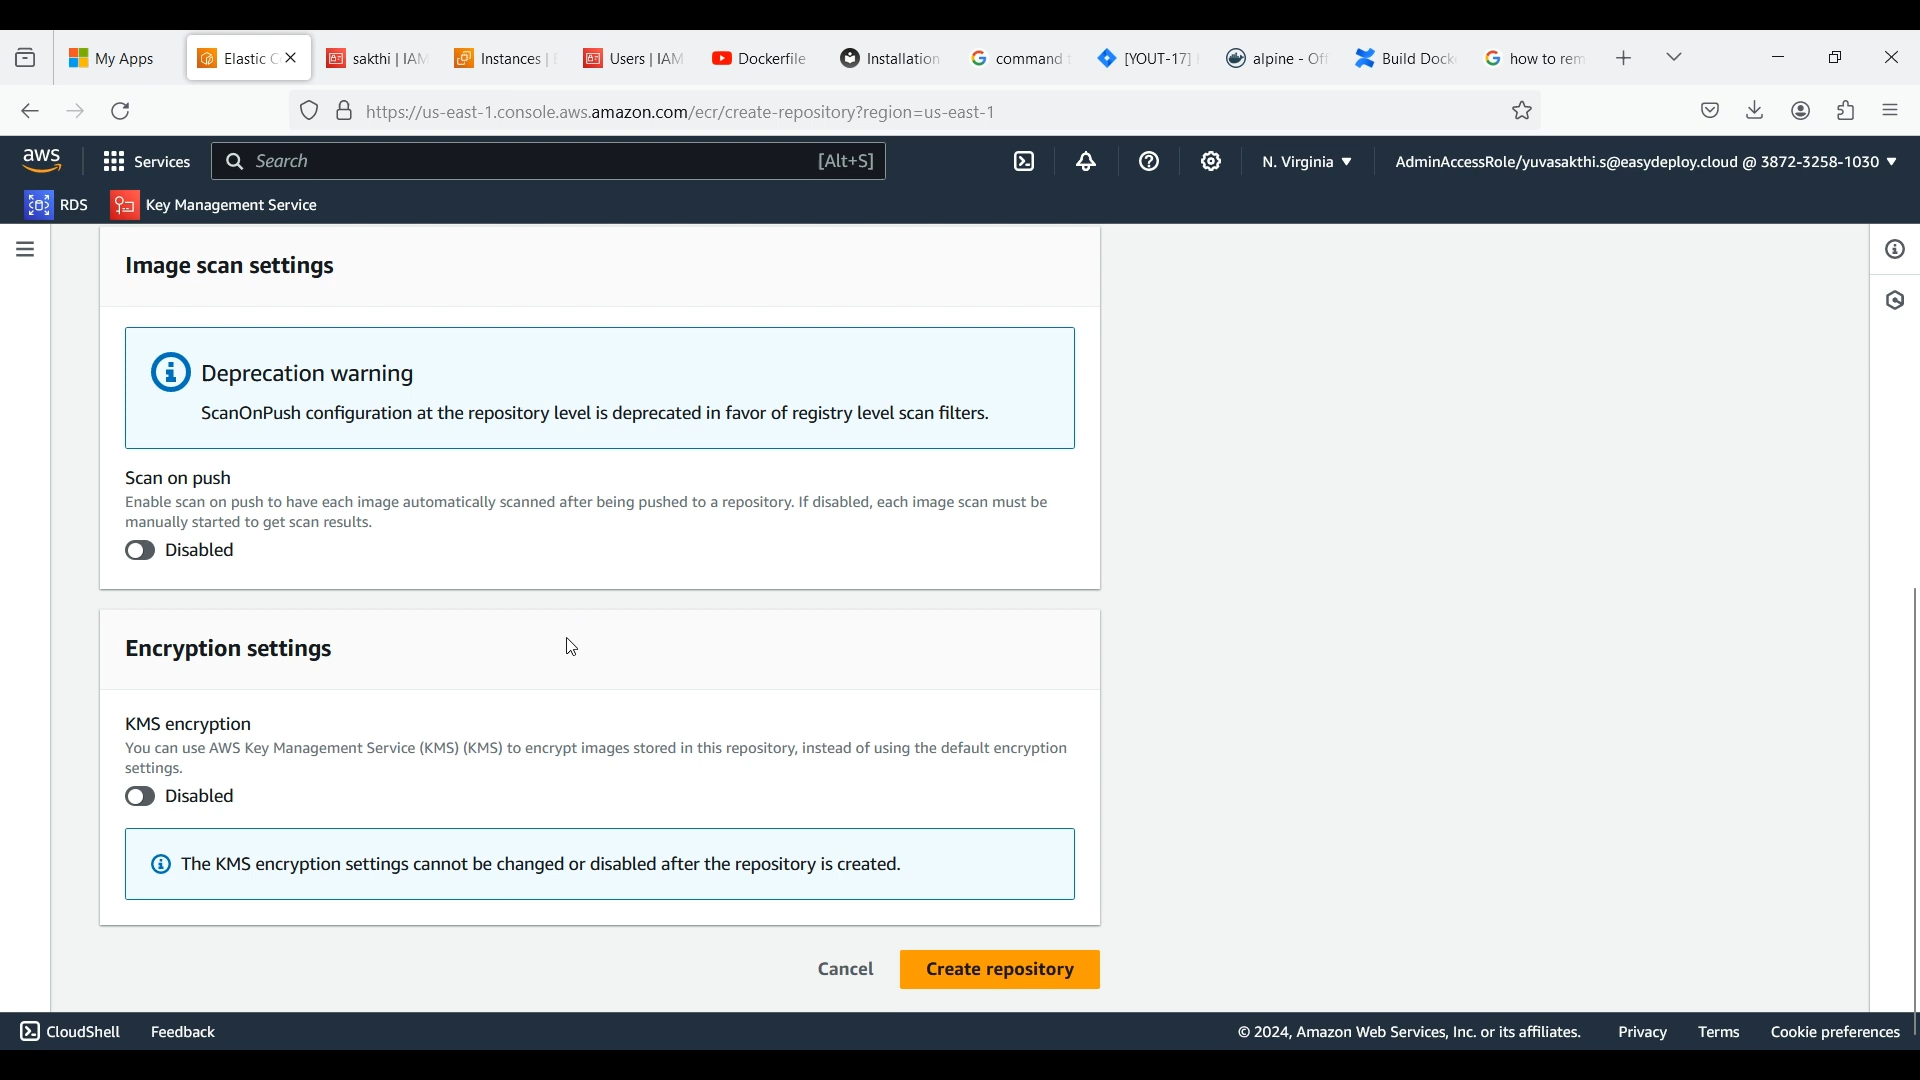 My Apps
Elastic C
sakthi | IAM
Instances | E
Users | IAM
Dockerfile
Installation
command t
[YOUT-17]
alpine - Off
Build Dock
how to rem
https://us-east-1.console.aws.amazon.com/ecr/create-repository?region=us-east-1
aws
Services
Search
[Alt+S]
N. Virginia
AdminAccessRole/yuvasakthi.s@easydeploy.cloud @ 3872-3258-1030
RDS
Key Management Service
Image scan settings
Deprecation warning
ScanOnPush configuration at the repository level is deprecated in favor of registry level scan filters.
Scan on push
Enable scan on push to have each image automatically scanned after being pushed to a repository. If disabled, each image scan must be
manually started to get scan results.
Disabled
Encryption settings
KMS encryption
You can use AWS Key Management Service (KMS) (KMS) to encrypt images stored in this repository, instead of using the default encryption
settings.
Disabled
The KMS encryption settings cannot be changed or disabled after the repository is created.
Cancel
Create repository
CloudShell
Feedback
© 2024, Amazon Web Services, Inc. or its affiliates.
Privacy
Terms
Cookie preferences